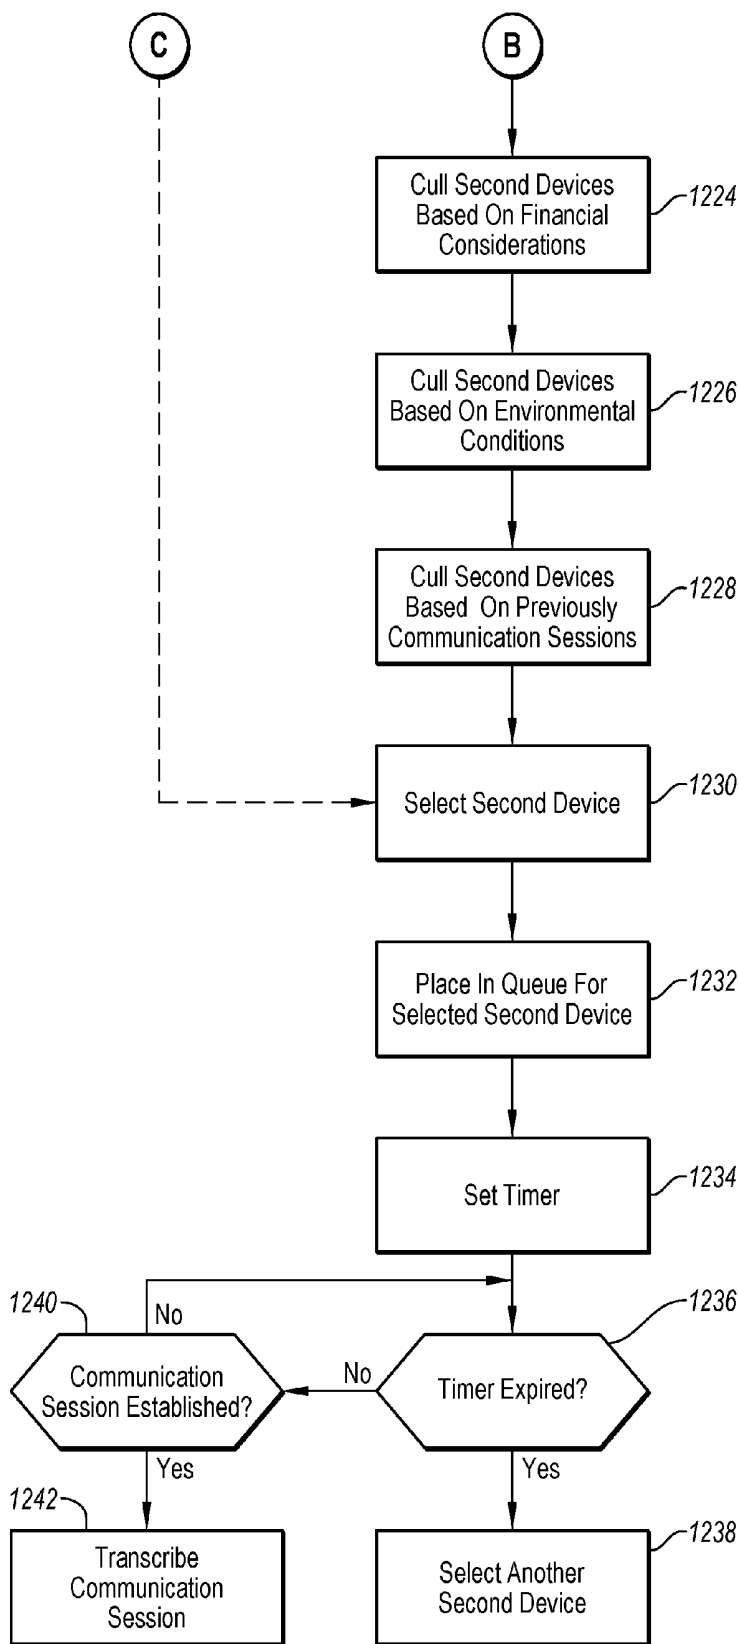 C
B
Cull Second Devices
Based On Financial
Considerations
1224
Cull Second Devices
Based On Environmental
Conditions
1226
Cull Second Devices
Based On Previously
Communication Sessions
1228
Select Second Device
1230
Place In Queue For
Selected Second Device
1232
Set Timer
1234
1240
No
1236
Communication
Session Established?
No
Timer Expired?
Yes
Yes
1242
Transcribe
Communication
Session
1238
Select Another
Second Device